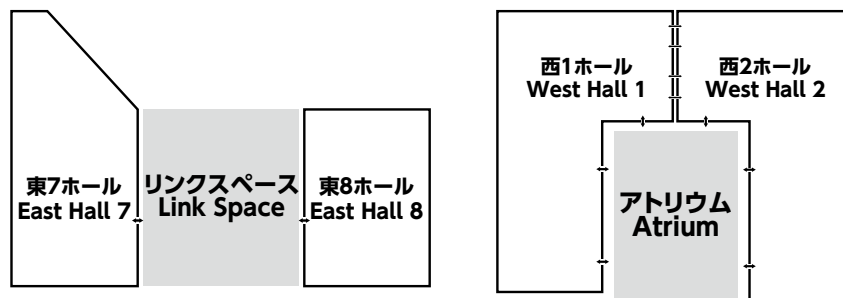 東7ホール
East Hall 7
リンクスペース
Link Space
東8ホール
East Hall 8
西1ホール
West Hall 1
西2ホール
West Hall 2
アトリウム
Atrium